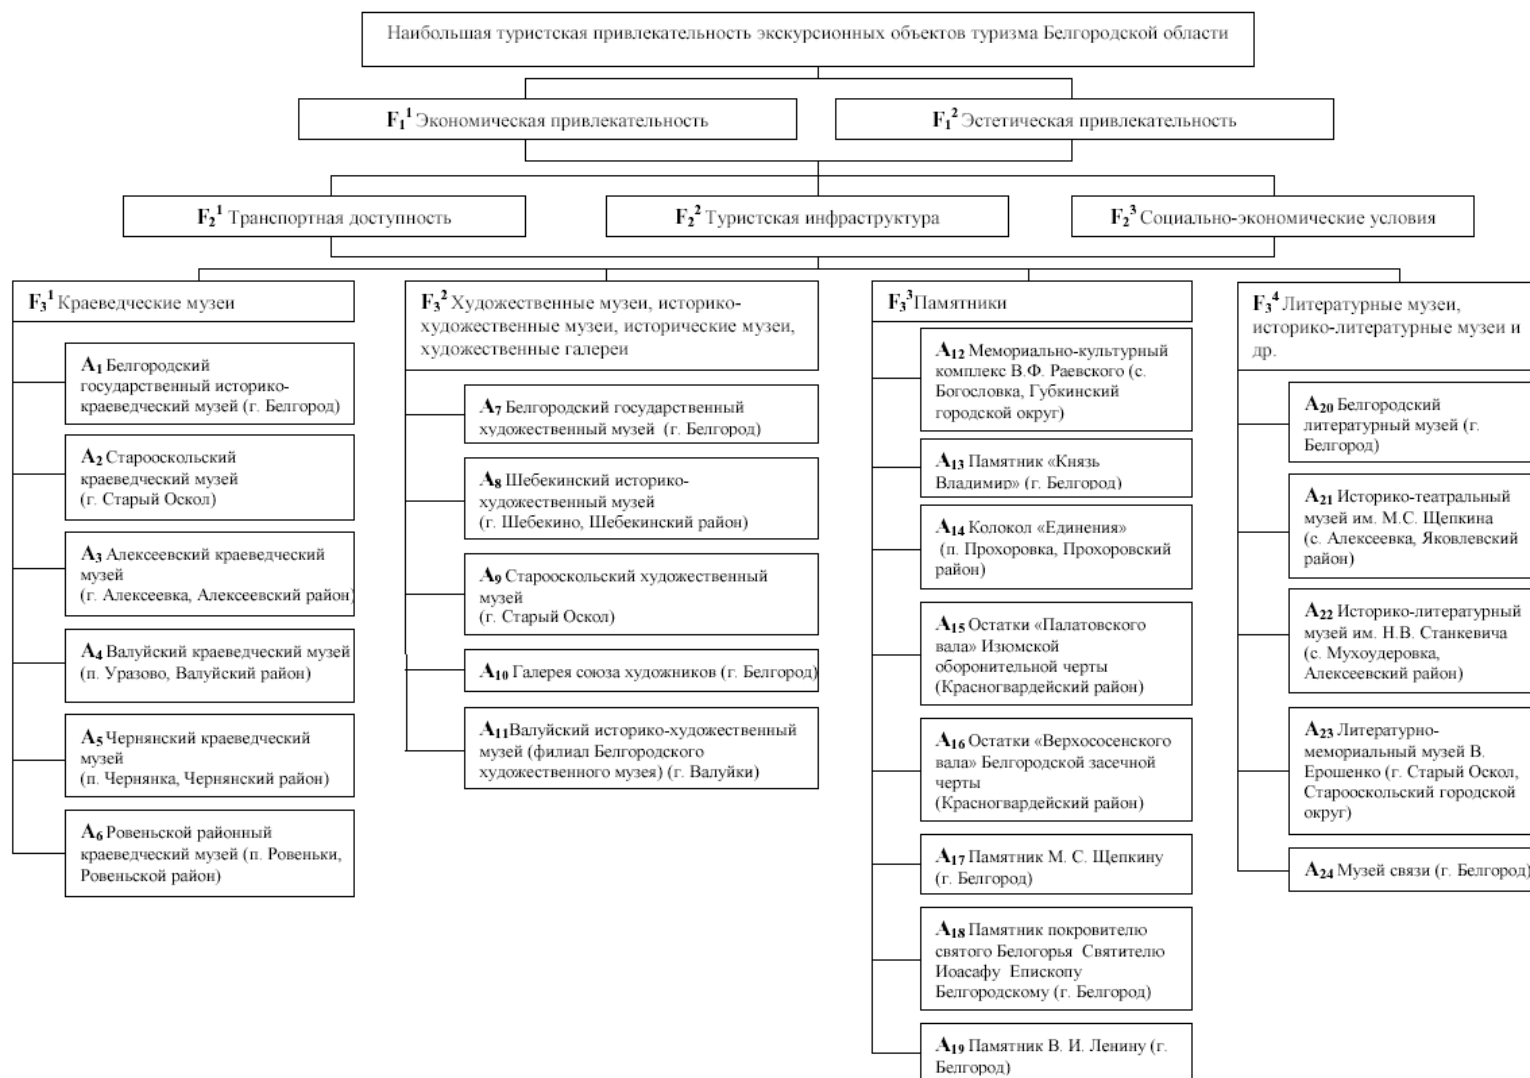 Наибольшая туристская привлекательность экскурсионных объектов туризма Белгородской области
F₁¹ Экономическая привлекательность
F₁² Эстетическая привлекательность
F₂¹ Транспортная доступность
F₂² Туристская инфраструктура
F₂³ Социально-экономические условия
F₃¹ Краеведческие музеи
A₁ Белгородский
государственный историко-
краеведческий музей (г. Белгород)
A₂ Старооскольский
краеведческий музей
(г. Старый Оскол)
A₃ Алексеевский краеведческий
музей
(г. Алексеевка, Алексеевский район)
A₄ Валуйский краеведческий музей
(п. Уразово, Валуйский район)
A₅ Чернянский краеведческий
музей
(п. Чернянка, Чернянский район)
A₆ Ровеньской районный
краеведческий музей (п. Ровеньки,
Ровеньской район)
F₃² Художественные музеи, историко-
художественные музеи, исторические музеи,
художественные галереи
A₇ Белгородский государственный
художественный музей (г. Белгород)
A₈ Шебекинский историко-
художественный музей
(г. Шебекино, Шебекинский район)
A₉ Старооскольский художественный
музей
(г. Старый Оскол)
A₁₀ Галерея союза художников (г. Белгород)
A₁₁ Валуйский историко-художественный
музей (филиал Белгородского
художественного музея) (г. Валуйки)
F₃³ Памятники
A₁₂ Мемориально-культурный
комплекс В.Ф. Раевского (с.
Богословка, Губкинский
городской округ)
A₁₃ Памятник «Князь
Владимир» (г. Белгород)
A₁₄ Колокол «Единения»
(п. Прохоровка, Прохоровский
район)
A₁₅ Остатки «Палатовского
вала» Изюмской
оборонительной черты
(Красногвардейский район)
A₁₆ Остатки «Верхососенского
вала» Белгородской засечной
черты
(Красногвардейский район)
A₁₇ Памятник М. С. Щепкину
(г. Белгород)
A₁₈ Памятник покровителю
святого Белогорья Святителю
Иоасафу Епископу
Белгородскому (г. Белгород)
A₁₉ Памятник В. И. Ленину (г.
Белгород)
F₃⁴ Литературные музеи,
историко-литературные музеи и
др.
A₂₀ Белгородский
литературный музей (г.
Белгород)
A₂₁ Историко-театральный
музей им. М.С. Щепкина
(с. Алексеевка, Яковлевский
район)
A₂₂ Историко-литературный
музей им. Н.В. Станкевича
(с. Мухоудеровка,
Алексеевский район)
A₂₃ Литературно-
мемориальный музей В.
Ерошенко (г. Старый Оскол,
Старооскольский городской
округ)
A₂₄ Музей связи (г. Белгород)